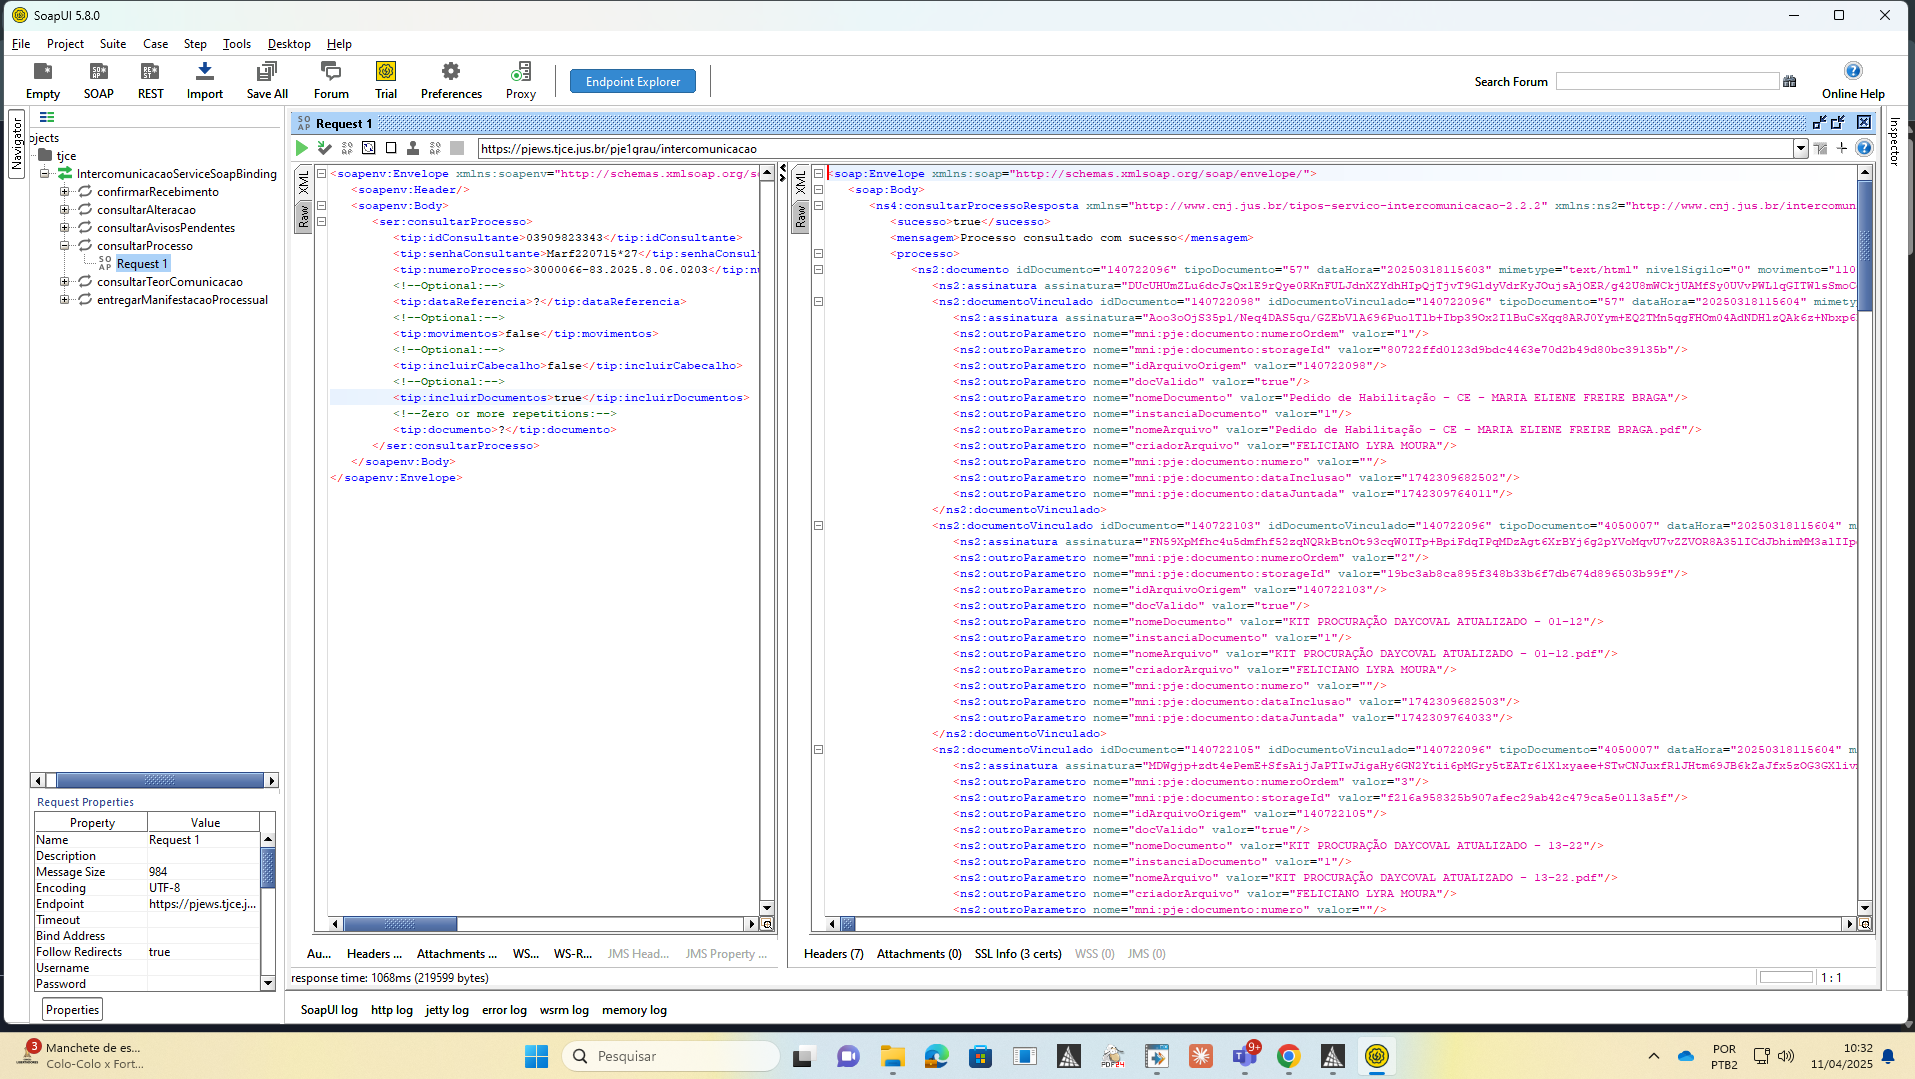 SoapUI 5.8.0
File Project Suite Case Step Tools Desktop Help
Empty SOAP REST Import Save All Forum Trial Preferences Proxy
Endpoint Explorer
Search Forum
Online Help
Navigator
ojects
tjce
IntercomunicacaoServiceSoapBinding
confirmarRecebimento
consultarAlteracao
consultarAvisosPendentes
consultarProcesso
Request 1
consultarTeorComunicacao
entregarManifestacaoProcessual
Request Properties
Property Value
Name Request 1
Description
Message Size 984
Encoding UTF-8
Endpoint https://pjews.tjce.j...
Timeout
Bind Address
Follow Redirects true
Username
Password
Properties
Request 1
https://pjews.tjce.jus.br/pje1grau/intercomunicacao
XML
Raw
<soapenv:Envelope xmlns:soapenv="http://schemas.xmlsoap.org/s
<soapenv:Header/>
<soapenv:Body>
<ser:consultarProcesso>
<tip:idConsultante>03909823343</tip:idConsultante>
<tip:senhaConsultante>Marf220715*27</tip:senhaConsult
<tip:numeroProcesso>3000066-83.2025.8.06.0203</tip:nu
<!--Optional:-->
<tip:dataReferencia>?</tip:dataReferencia>
<!--Optional:-->
<tip:movimentos>false</tip:movimentos>
<!--Optional:-->
<tip:incluirCabecalho>false</tip:incluirCabecalho>
<!--Optional:-->
<tip:incluirDocumentos>true</tip:incluirDocumentos>
<!--Zero or more repetitions:-->
<tip:documento>?</tip:documento>
</ser:consultarProcesso>
</soapenv:Body>
</soapenv:Envelope>
Au... Headers ... Attachments ... WS... WS-R... JMS Head... JMS Property ...
XML
Raw
<soap:Envelope xmlns:soap="http://schemas.xmlsoap.org/soap/envelope/">
<soap:Body>
<ns4:consultarProcessoResposta xmlns="http://www.cnj.jus.br/tipos-servico-intercomunicacao-2.2.2" xmlns:ns2="http://www.cnj.jus.br/intercomun
<sucesso>true</sucesso>
<mensagem>Processo consultado com sucesso</mensagem>
<processo>
<ns2:documento idDocumento="140722096" tipoDocumento="57" dataHora="20250318115603" mimetype="text/html" nivelSigilo="0" movimento="110
<ns2:assinatura assinatura=
<ns2:documentoVinculado idDocumento="140722098" idDocumentoVinculado="140722096" tipoDocumento="57" dataHora="20250318115604" mimetyp
<ns2:assinatura assinatura=
<ns2:outroParametro nome="mni:pje:documento:numeroOrdem" valor="1"/>
<ns2:outroParametro nome="mni:pje:documento:storageId" valor="80722ffd0123d9bdc4463e70d2b49d80bc39135b"/>
<ns2:outroParametro nome="idArquivoOrigem" valor="140722098"/>
<ns2:outroParametro nome="docValido" valor="true"/>
<ns2:outroParametro nome="nomeDocumento" valor="Pedido de Habilitação - CE - MARIA ELIENE FREIRE BRAGA"/>
<ns2:outroParametro nome="instanciaDocumento" valor="1"/>
<ns2:outroParametro nome="nomeArquivo" valor="Pedido de Habilitação - CE - MARIA ELIENE FREIRE BRAGA.pdf"/>
<ns2:outroParametro nome="criadorArquivo" valor="FELICIANO LYRA MOURA"/>
<ns2:outroParametro nome="mni:pje:documento:numero" valor=""/>
<ns2:outroParametro nome="mni:pje:documento:dataInclusao" valor="1742309682502"/>
<ns2:outroParametro nome="mni:pje:documento:dataJuntada" valor="1742309764011"/>
</ns2:documentoVinculado>
<ns2:documentoVinculado idDocumento="140722103" idDocumentoVinculado="140722096" tipoDocumento="4050007" dataHora="20250318115604" m
<ns2:assinatura assinatura=
<ns2:outroParametro nome="mni:pje:documento:numeroOrdem" valor="2"/>
<ns2:outroParametro nome="mni:pje:documento:storageId" valor="19bc3ab8ca895f348b33b6f7db674d896503b99f"/>
<ns2:outroParametro nome="idArquivoOrigem" valor="140722103"/>
<ns2:outroParametro nome="docValido" valor="true"/>
<ns2:outroParametro nome="nomeDocumento" valor="KIT PROCURAÇÃO DAYCOVAL ATUALIZADO - 01-12"/>
<ns2:outroParametro nome="instanciaDocumento" valor="1"/>
<ns2:outroParametro nome="nomeArquivo" valor="KIT PROCURAÇÃO DAYCOVAL ATUALIZADO - 01-12.pdf"/>
<ns2:outroParametro nome="criadorArquivo" valor="FELICIANO LYRA MOURA"/>
<ns2:outroParametro nome="mni:pje:documento:numero" valor=""/>
<ns2:outroParametro nome="mni:pje:documento:dataInclusao" valor="1742309682503"/>
<ns2:outroParametro nome="mni:pje:documento:dataJuntada" valor="1742309764033"/>
</ns2:documentoVinculado>
<ns2:documentoVinculado idDocumento="140722105" idDocumentoVinculado="140722096" tipoDocumento="4050007" dataHora="20250318115604" m
<ns2:assinatura assinatura=
<ns2:outroParametro nome="mni:pje:documento:numeroOrdem" valor="3"/>
<ns2:outroParametro nome="mni:pje:documento:storageId" valor="f216a958325b907afec29ab42c479ca5e0113a5f"/>
<ns2:outroParametro nome="idArquivoOrigem" valor="140722105"/>
<ns2:outroParametro nome="docValido" valor="true"/>
<ns2:outroParametro nome="nomeDocumento" valor="KIT PROCURAÇÃO DAYCOVAL ATUALIZADO - 13-22"/>
<ns2:outroParametro nome="instanciaDocumento" valor="1"/>
<ns2:outroParametro nome="nomeArquivo" valor="KIT PROCURAÇÃO DAYCOVAL ATUALIZADO - 13-22.pdf"/>
<ns2:outroParametro nome="criadorArquivo" valor="FELICIANO LYRA MOURA"/>
<ns2:outroParametro nome="mni:pje:documento:numero" valor=""/>
Headers (7) Attachments (0) SSL Info (3 certs) WSS (0) JMS (0)
Inspector
response time: 1068ms (219599 bytes)
1 : 1
SoapUI log http log jetty log error log wsrm log memory log
3
Manchete de es...
Colo-Colo x Fort...
Pesquisar
PDF24
9+
POR
PTB2
10:32
11/04/2025